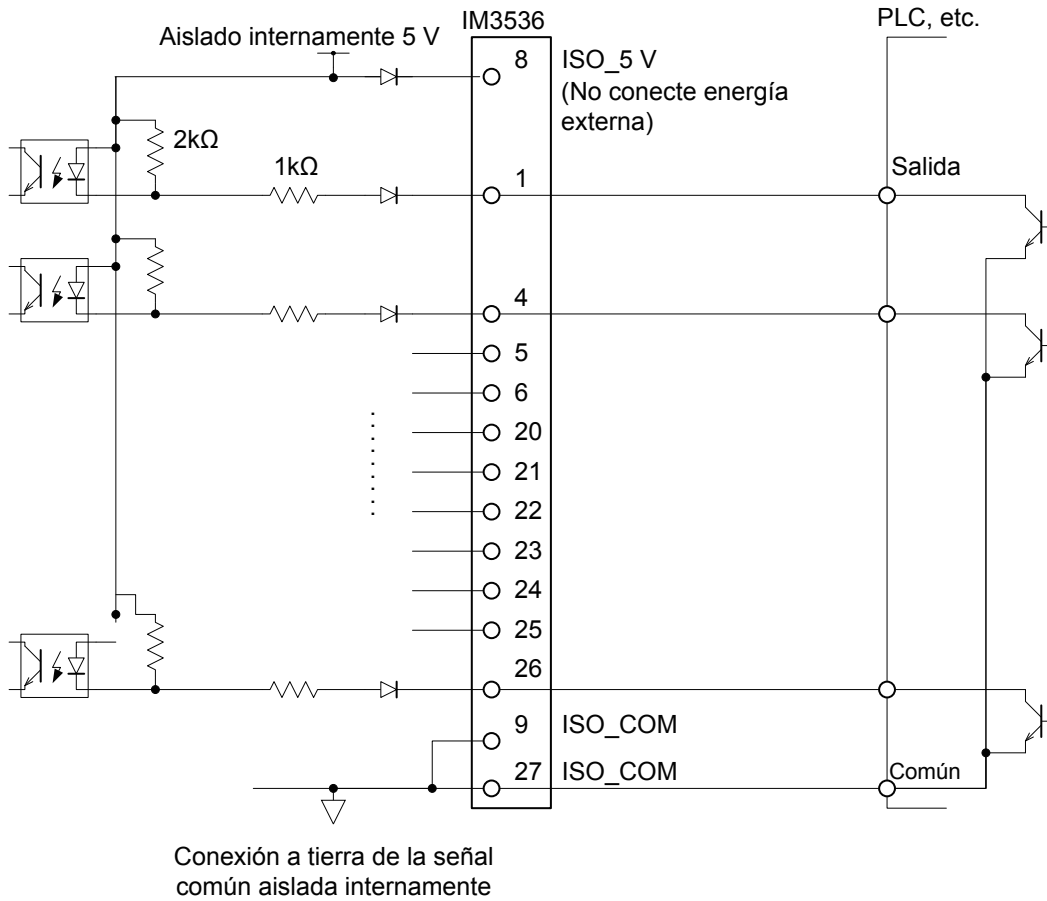 IM3536
PLC, etc.
Aislado internamente 5 V
8
ISO_5 V
(No conecte energía
externa)
2kΩ
1kΩ
1
Salida
4
5
6
20
21
22
23
24
25
26
9
ISO_COM
27
ISO_COM
Común
Conexión a tierra de la señal
común aislada internamente